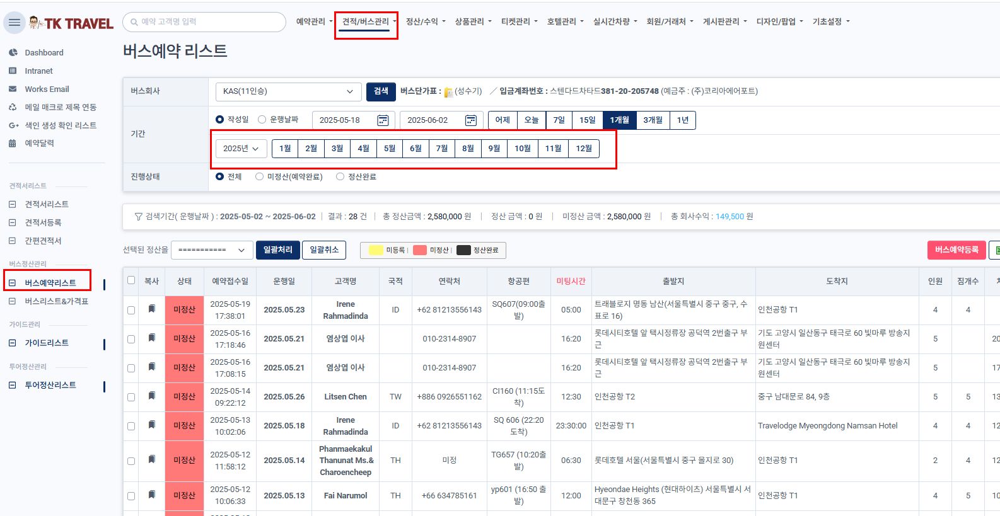 TK TRAVEL
예약 고객명 입력
예약관리
견적/버스관리
정산/수익
상품관리
티켓관리
호텔관리
실시간차량
회원/거래처
게시판관리
디자인/팝업
기초설정
Dashboard
Intranet
Works Email
메일 매크로 제목 연동
색인 생성 확인 리스트
예약달력
견적서리스트
견적서리스트
견적서등록
간편견적서
버스정산관리
버스예약리스트
버스리스트&가격표
가이드관리
가이드리스트
투어정산관리
투어정산리스트
버스예약 리스트
버스회사 KAS(11인승) 검색 버스단가표 : (성수기) / 입금계좌번호 : 스텐다드차타드381-20-205748 (예금주 : (주)코리아에어포트)
기간 작성일 운행날짜 2025-05-18 2025-06-02 어제 오늘 7일 15일 1개월 3개월 1년
2025년 1월 2월 3월 4월 5월 6월 7월 8월 9월 10월 11월 12월
진행상태 전체 미정산(예약완료) 정산완료
검색기간( 운행날짜 ) : 2025-05-02 ~ 2025-06-02 | 결과 : 28 건 | 총 정산금액 : 2,580,000 원 | 정산 금액 : 0 원 | 미정산 금액 : 2,580,000 원 | 총 회사수익 : 149,500 원
선택된 정산을 =========== 일괄처리 일괄취소 미등록 | 미정산 | 정산완료 버스예약등록
복사 상태 예약접수일 운행일 고객명 국적 연락처 항공편 미팅시간 출발지 도착지 인원 짐개수
미정산 2025-05-19 17:38:01 2025.05.23 Irene Rahmadinda ID +62 81213556143 SQ607(09:00출발) 05:00 트래블로지 명동 남산(서울특별시 중구 중구, 수표로 16) 인천공항 T1 4 4
미정산 2025-05-16 17:18:46 2025.05.21 염상엽 이사 010-2314-8907 16:20 롯데시티호텔 앞 택시정류장 공덕역 2번출구 부근 기도 고양시 일산동구 태극로 60 빛마루 방송지원센터 5 20
미정산 2025-05-16 17:08:15 2025.05.21 염상엽 이사 010-2314-8907 16:20 롯데시티호텔 앞 택시정류장 공덕역 2번출구 부근 기도 고양시 일산동구 태극로 60 빛마루 방송지원센터 5 17
미정산 2025-05-14 09:22:12 2025.05.26 Litsen Chen TW +886 0926551162 CI160 (11:15도착) 12:30 인천공항 T2 중구 남대문로 84, 9층 5 5 13
미정산 2025-05-13 10:02:06 2025.05.18 Irene Rahmadinda ID +62 81213556143 SQ 606 (22:20 도착) 23:30:00 인천공항 T1 Travelodge Myeongdong Namsan Hotel 4 4 12
미정산 2025-05-12 11:58:12 2025.05.14 Phanmaekakul Thanunat Ms.& Charoencheep TH 미정 TG657 (10:20출발) 06:30 롯데호텔 서울(서울특별시 중구 을지로 30) 인천공항 T1 2 4 12
미정산 2025-05-12 10:06:33 2025.05.13 Fai Narumol TH +66 634785161 yp601 (16:50 출발) 12:00 Hyeondae Heights (현대하이츠) 서울특별시 서대문구 창천동 365 인천공항 T1 4 5 10